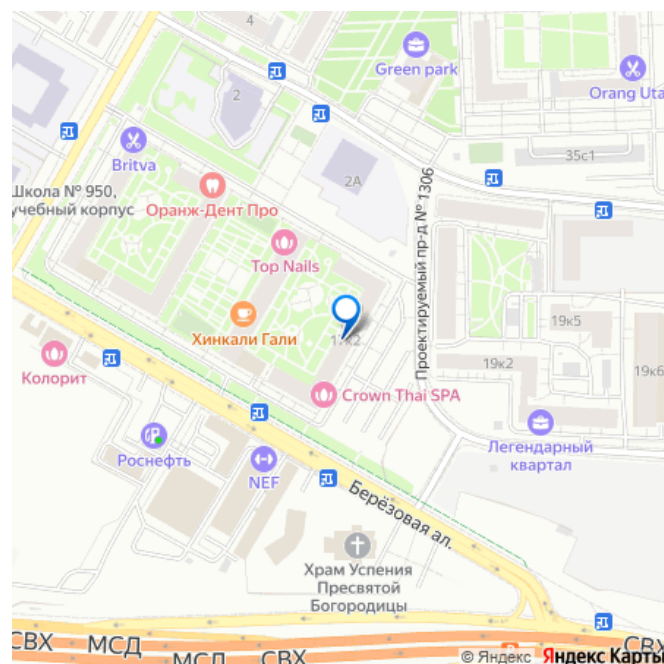 4
Green park
2
Orang Uta
Britva
35с1
2А
Школа № 950,
учебный корпус
Оранж-Дент Про
Проектируемый пр-д № 1306
Top Nails
Хинкали Гали
17к2
19к5
19к2
19к6
Колорит
Crown Thai SPA
Роснефть
NEF
Легендарный
квартал
Берёзовая ал.
Храм Успения
Пресвятой
Богородицы
СВХ
МСД
МСД
СВХ
СВХ
© Яндекс Яндекс Карты